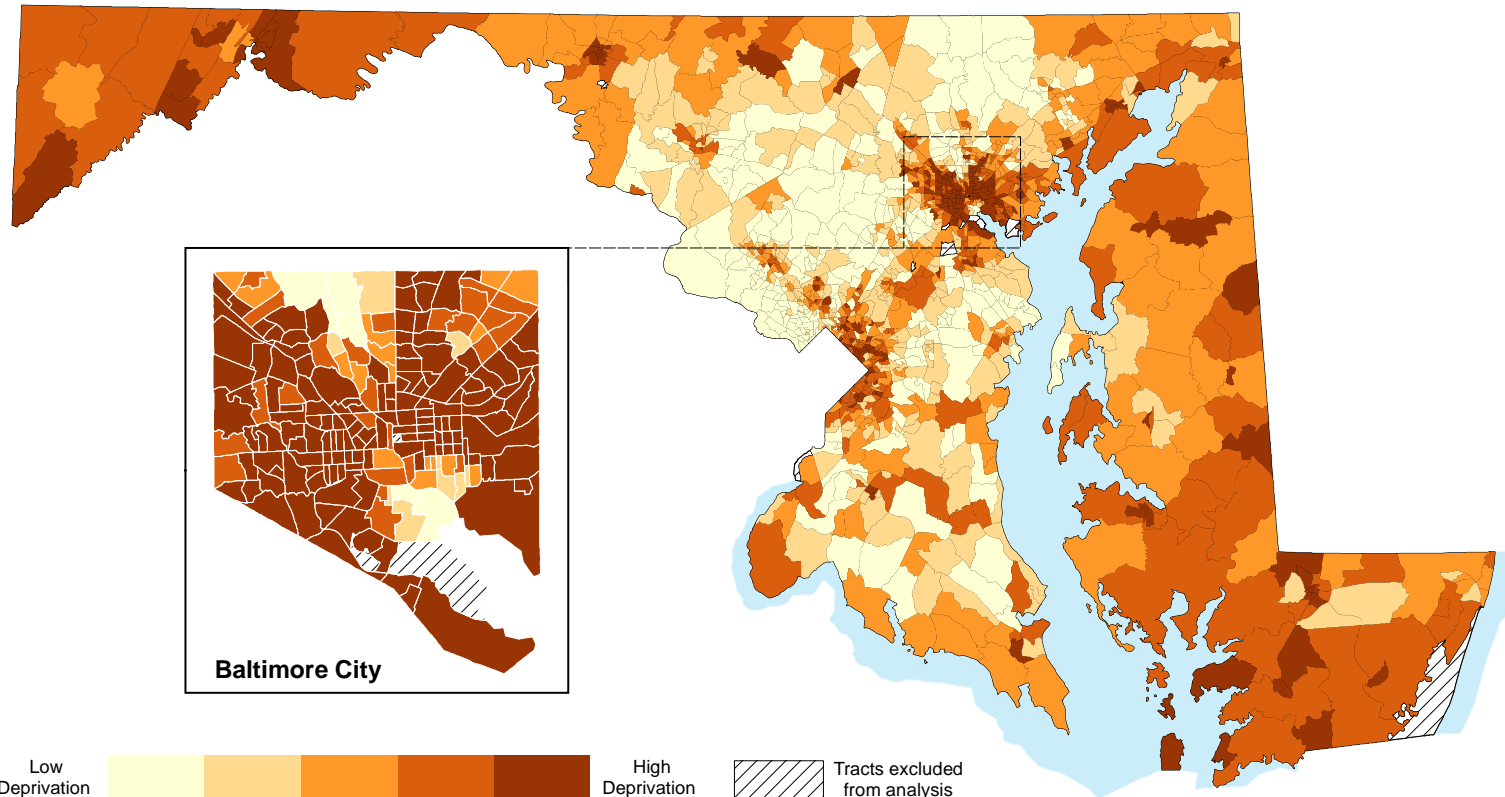 Baltimore City
Low
Deprivation
High
Deprivation
Tracts excluded
from analysis